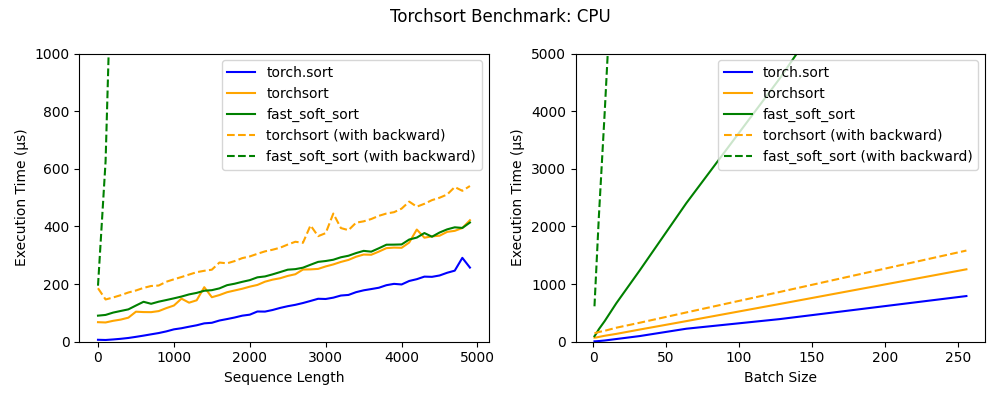 Torchsort Benchmark: CPU
Execution Time (µs)
1000
800
600
400
200
0
torch.sort
torchsort
fast_soft_sort
torchsort (with backward)
fast_soft_sort (with backward)
0 1000 2000 3000 4000 5000
Sequence Length
Execution Time (µs)
5000
4000
3000
2000
1000
0
torch.sort
torchsort
fast_soft_sort
torchsort (with backward)
fast_soft_sort (with backward)
0 50 100 150 200 250
Batch Size